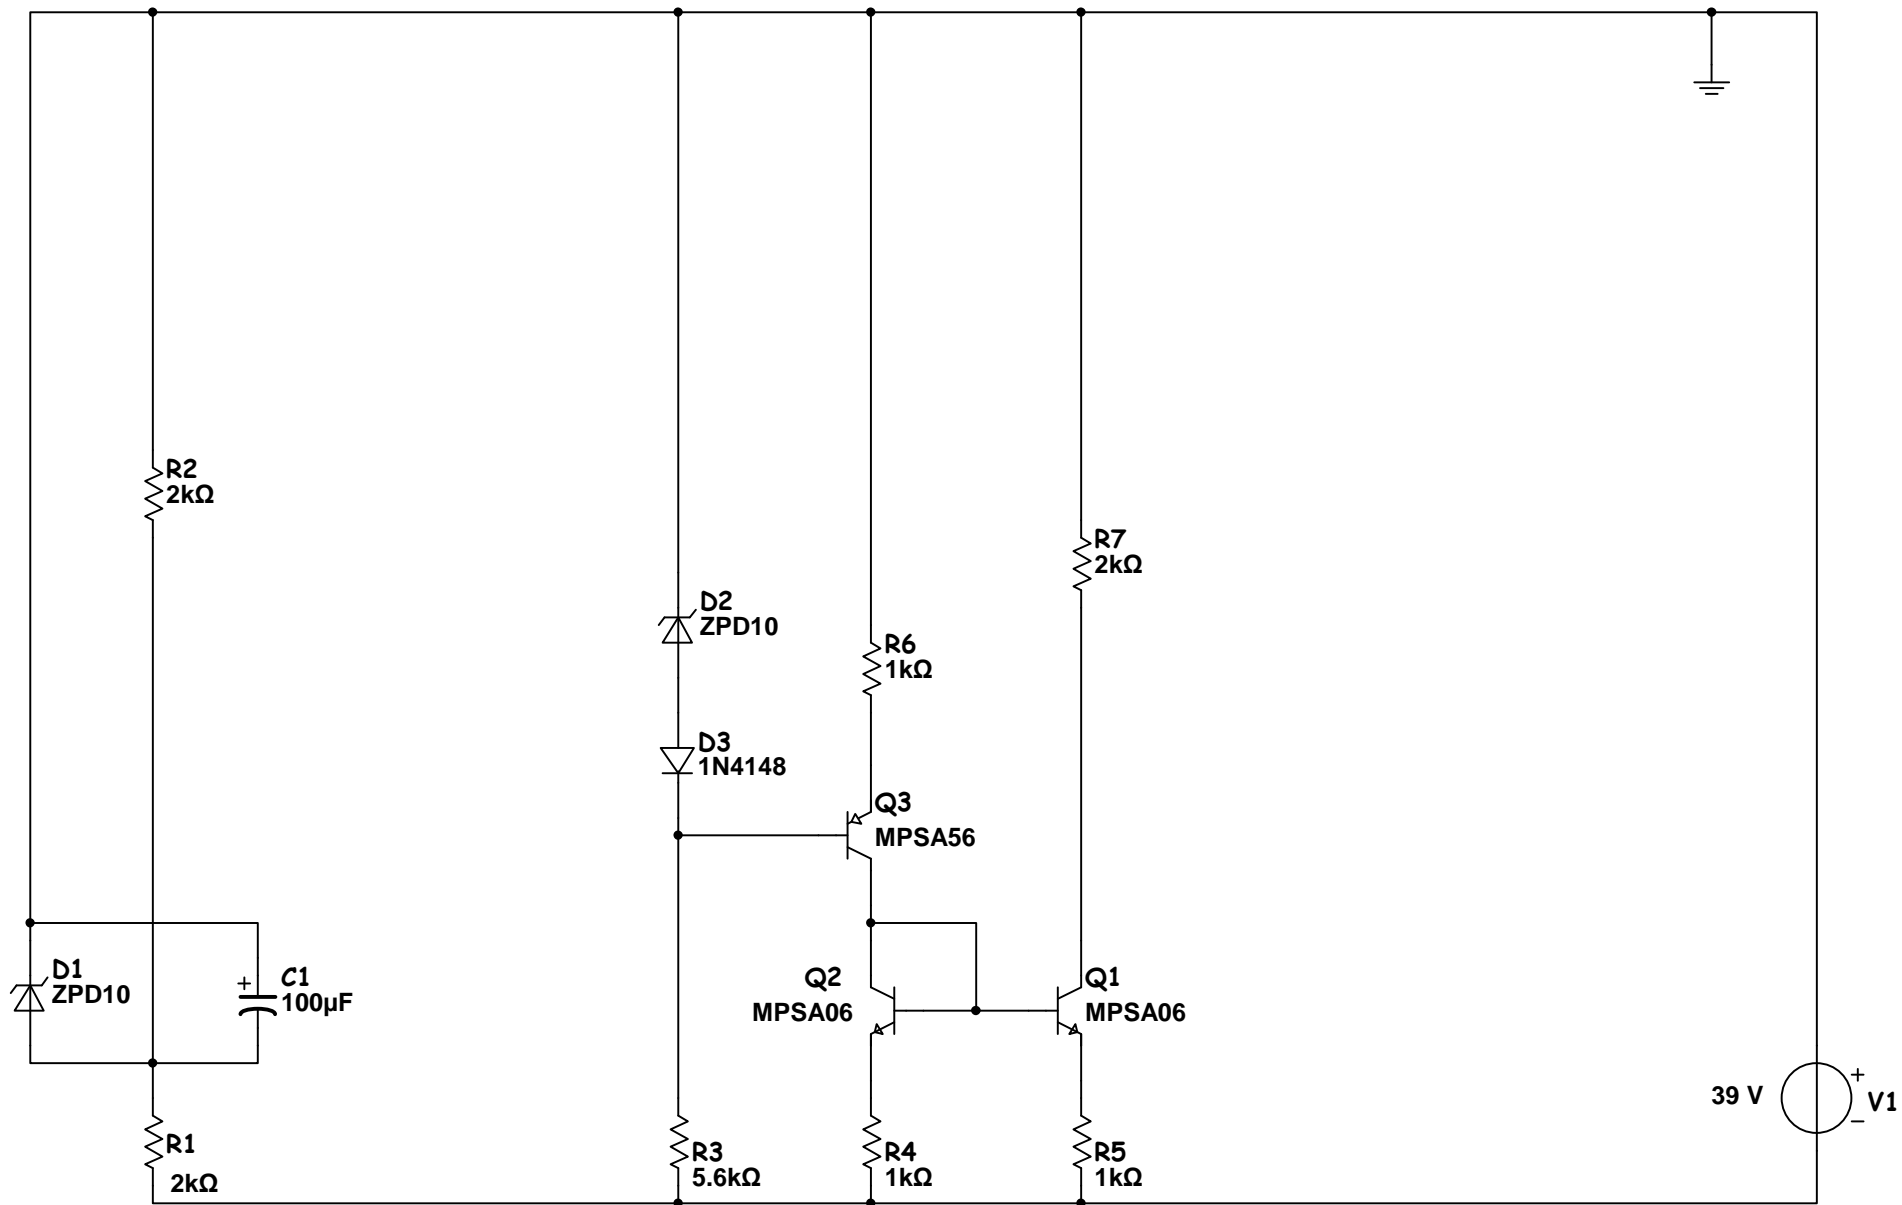 R2
2kΩ
R7
2kΩ
D2
ZPD10
R6
1kΩ
D3
1N4148
Q3
MPSA56
D1
ZPD10
+
C1
100µF
Q2
MPSA06
Q1
MPSA06
39 V
+
−
V1
R1
2kΩ
R3
5.6kΩ
R4
1kΩ
R5
1kΩ